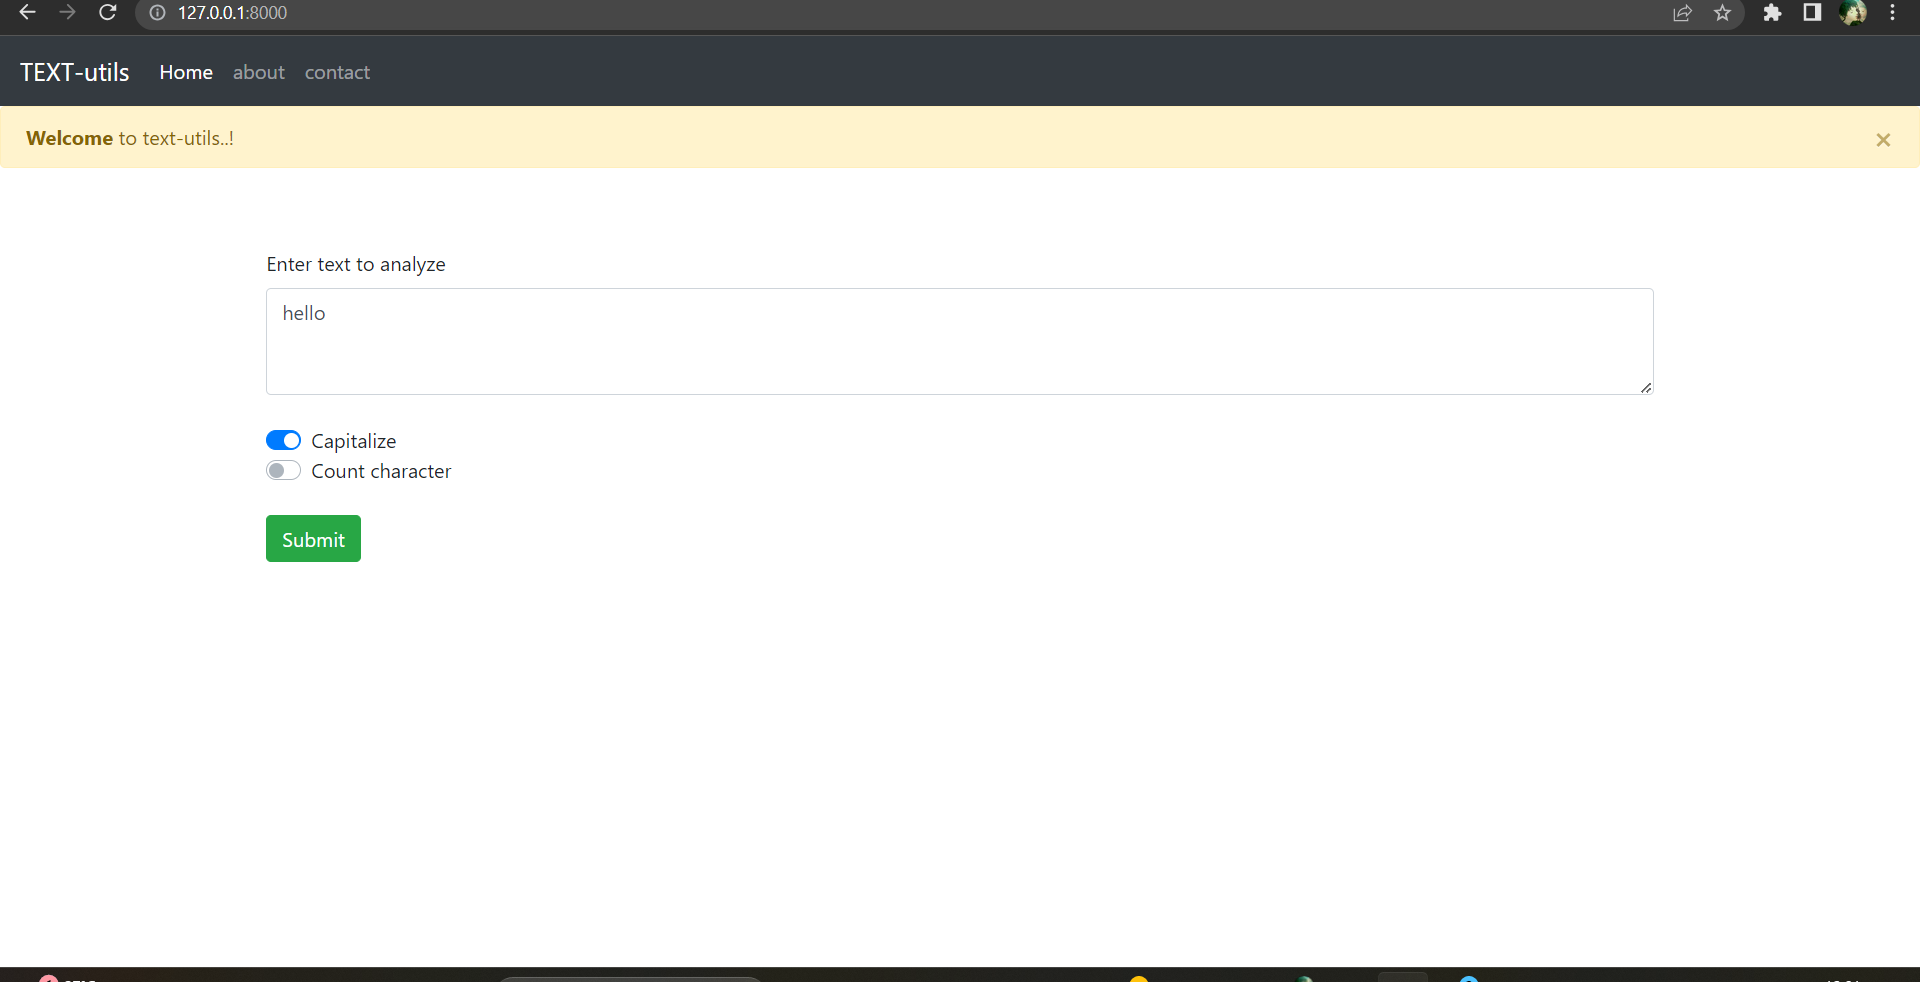 127.0.0.1:8000
TEXT-utils Home about contact
Welcome to text-utils..!
×
Enter text to analyze
hello
Capitalize
Count character
Submit